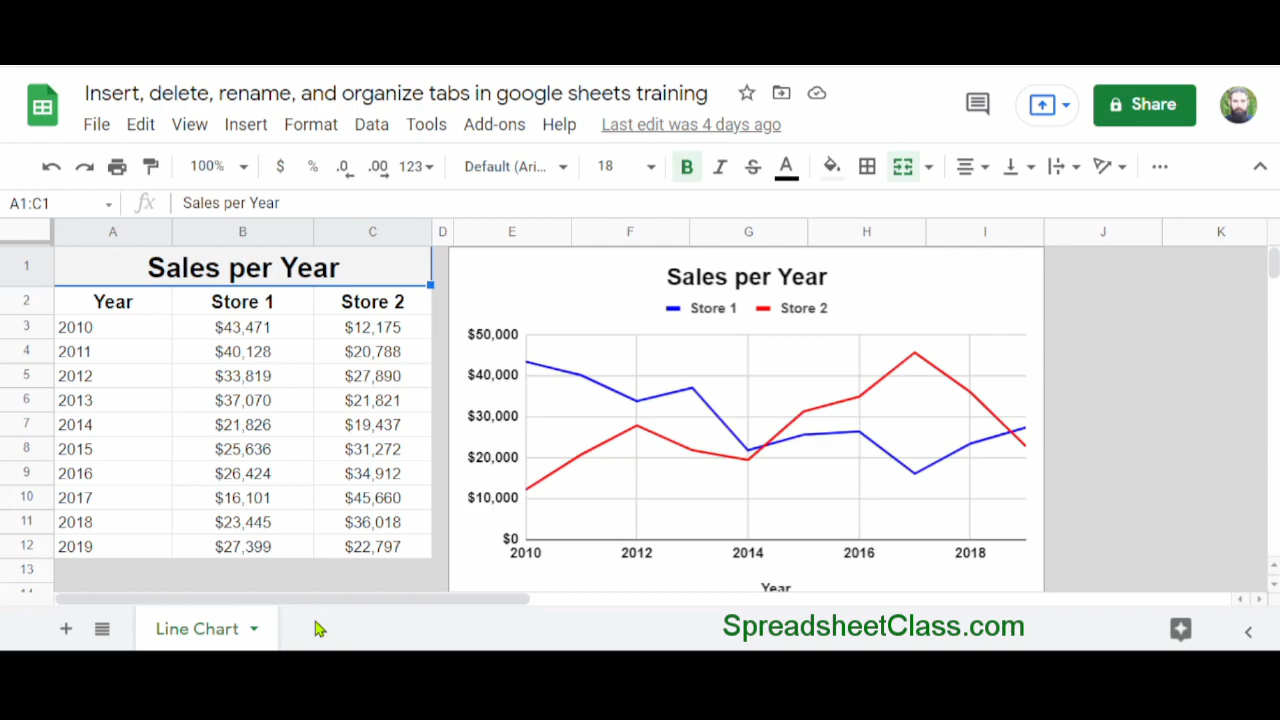 Insert, delete, rename, and organize tabs in google sheets training
Share
File Edit View Insert Format Data Tools Add-ons Help Last edit was 4 days ago
100% $ % .0 .00 123 Default (Ari... 18 B I S A
A1:C1 fx Sales per Year
A B C D E F G H I J K
1 Sales per Year
2 Year Store 1 Store 2
3 2010 $43,471 $12,175
4 2011 $40,128 $20,788
5 2012 $33,819 $27,890
6 2013 $37,070 $21,821
7 2014 $21,826 $19,437
8 2015 $25,636 $31,272
9 2016 $26,424 $34,912
10 2017 $16,101 $45,660
11 2018 $23,445 $36,018
12 2019 $27,399 $22,797
13
14
Sales per Year
Store 1 Store 2
$50,000
$40,000
$30,000
$20,000
$10,000
$0
2010 2012 2014 2016 2018
Year
Line Chart
SpreadsheetClass.com